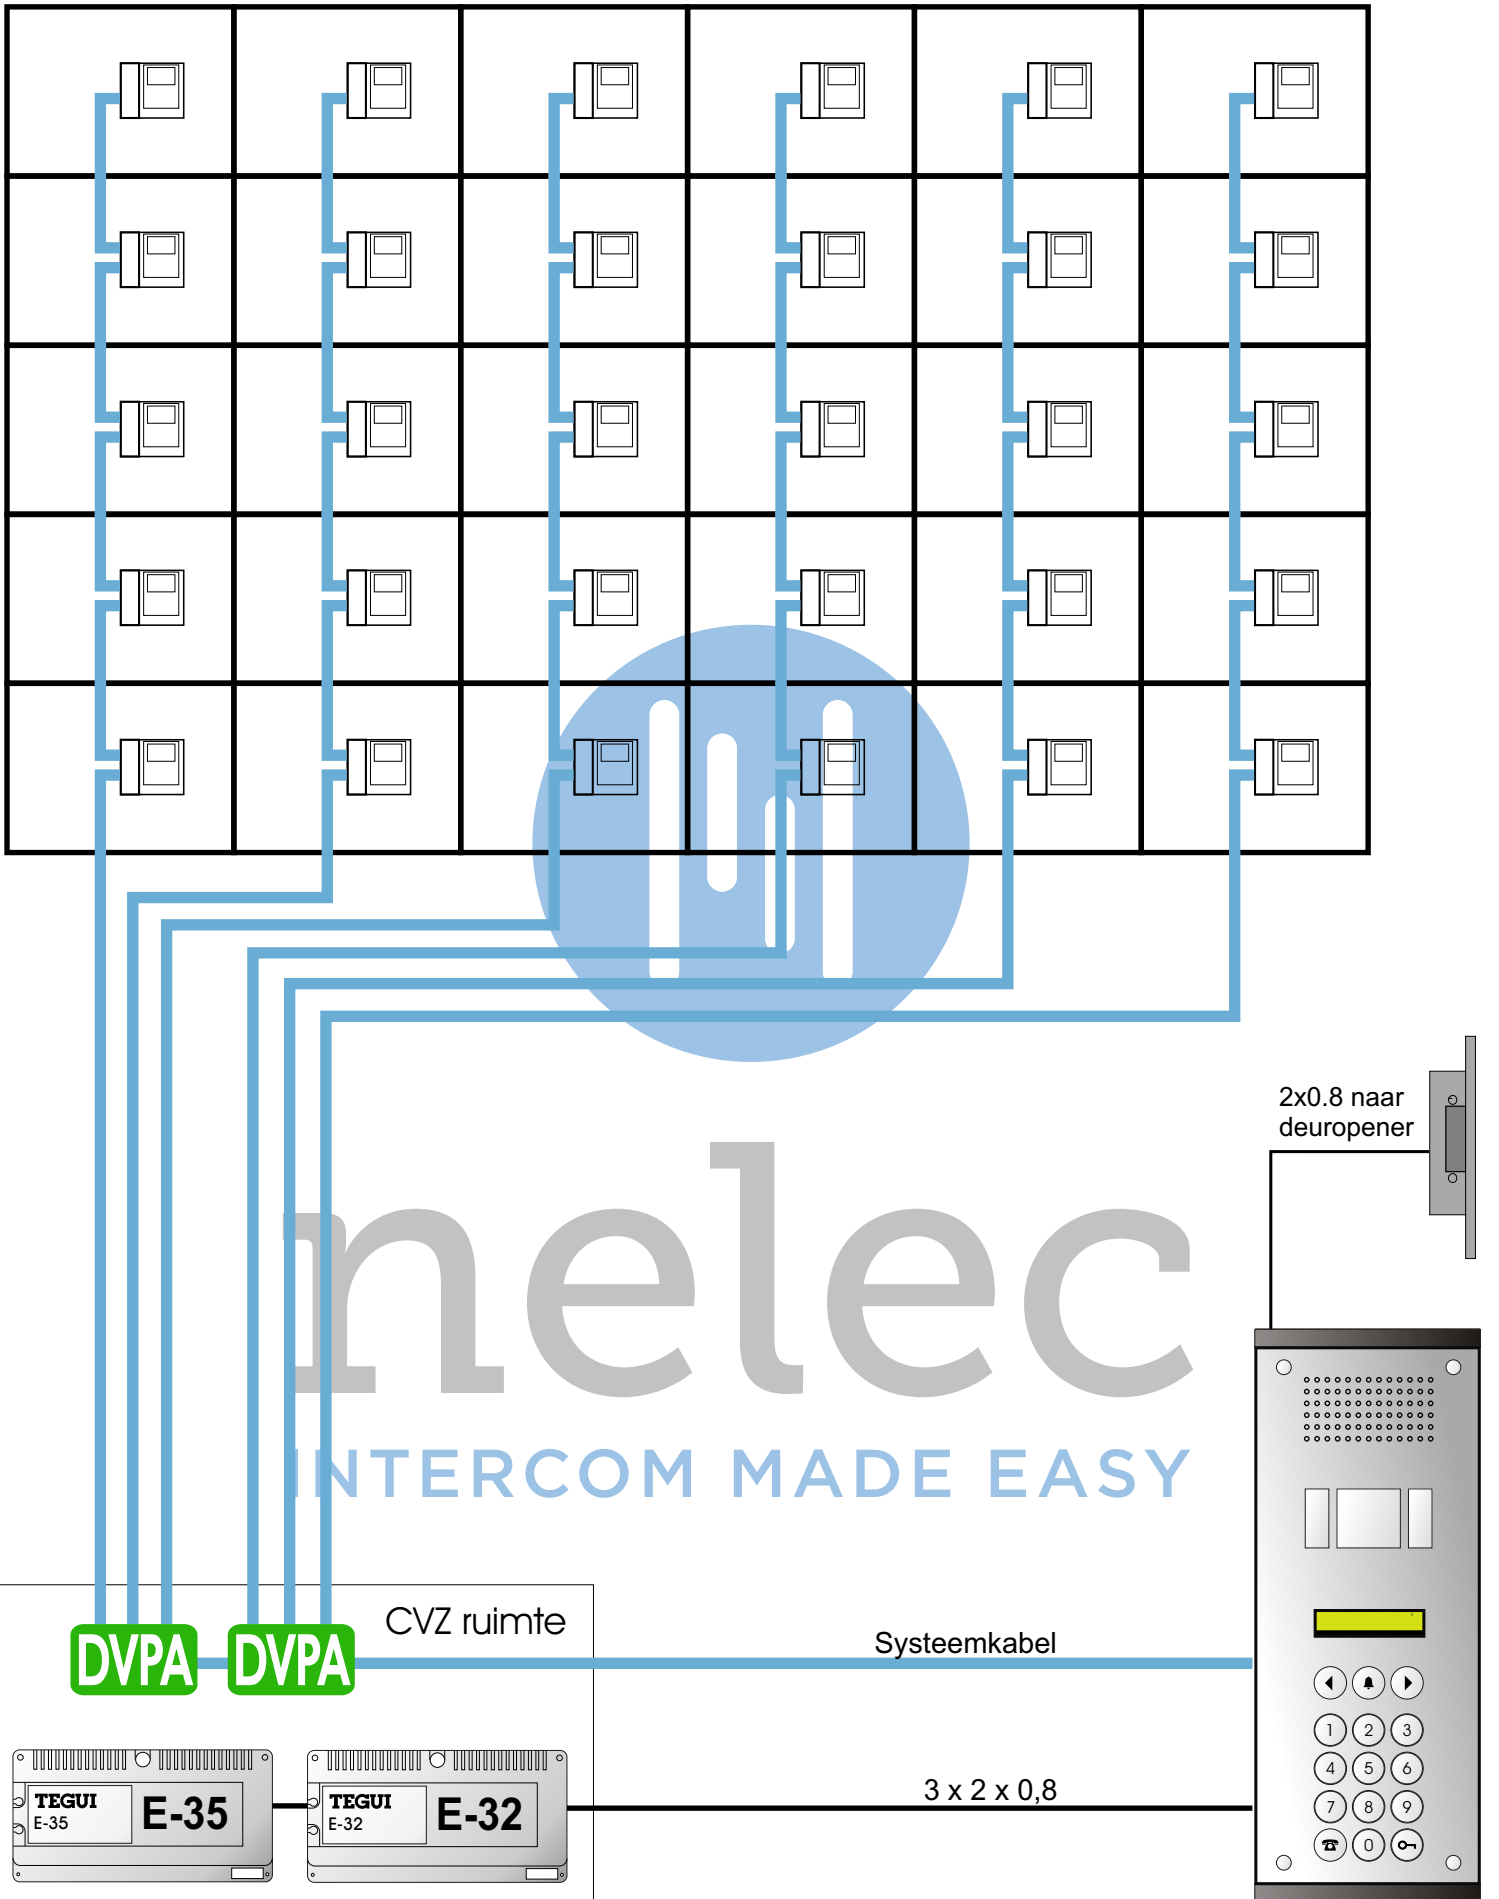 2x0.8 naar
deuropener
nelec
INTERCOM MADE EASY
CVZ ruimte
DVPA DVPA
Systeemkabel
TEGUI
E-35
E-35
TEGUI
E-32
E-32
3 x 2 x 0,8
1 2 3
4 5 6
7 8 9
0